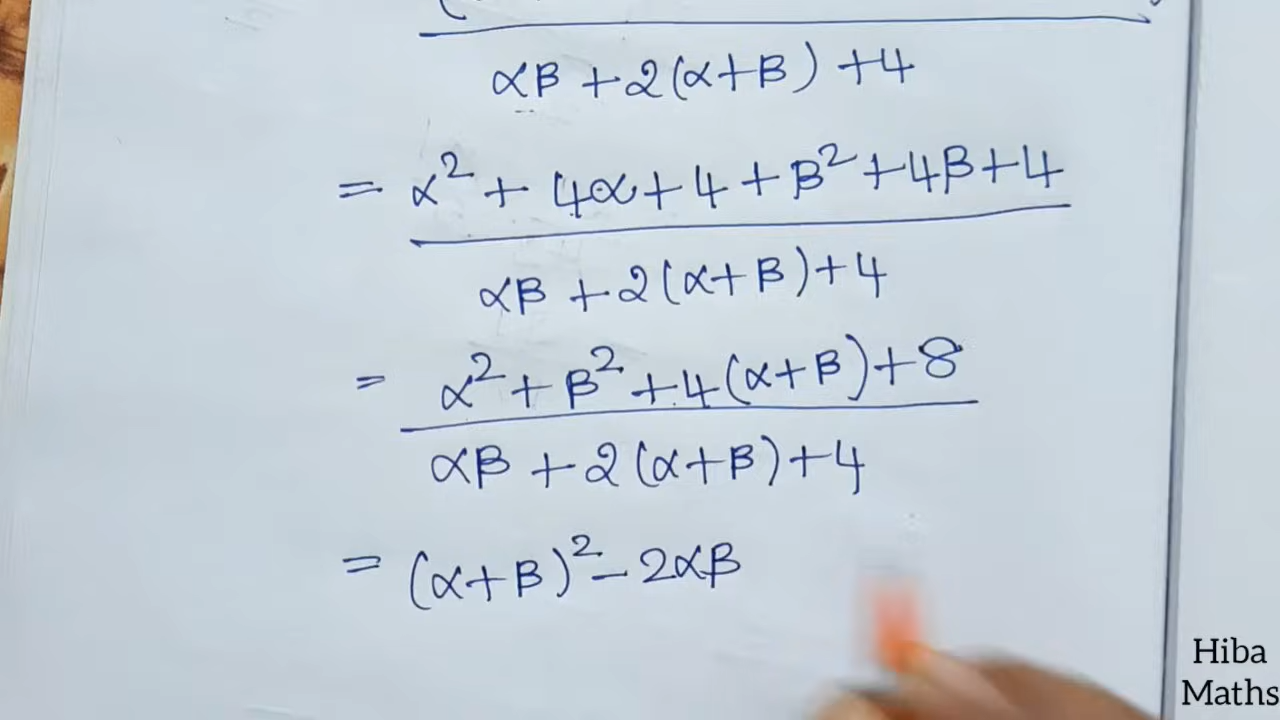 (
αβ + 2(α+β) + 4
= α² + 4α + 4 + β² + 4β + 4
αβ + 2(α+β) + 4
= α² + β² + 4(α+β) + 8
αβ + 2(α+β) + 4
= (α+β)² - 2αβ
Hiba
Maths